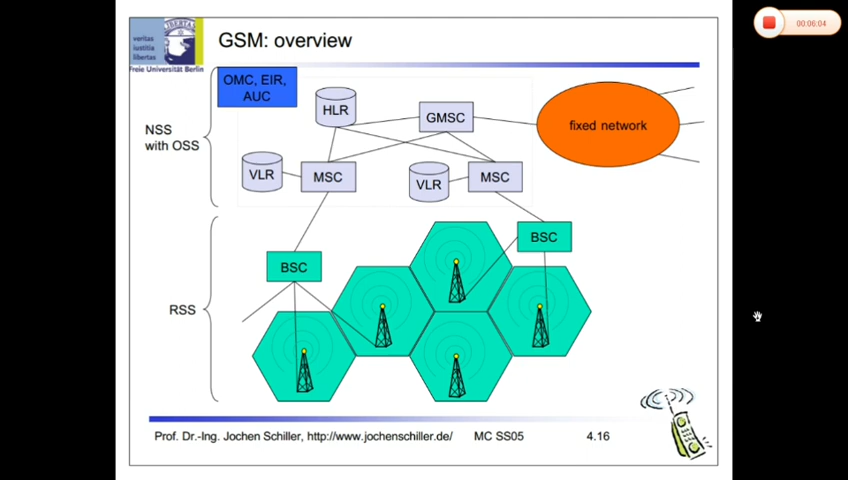 00:06:04
veritas
iustitia
libertas
Freie Universität Berlin
GSM: overview
OMC, EIR,
AUC
HLR
GMSC
fixed network
NSS
with OSS
VLR
MSC
VLR
MSC
BSC
BSC
RSS
Prof. Dr.-Ing. Jochen Schiller, http://www.jochenschiller.de/
MC SS05
4.16